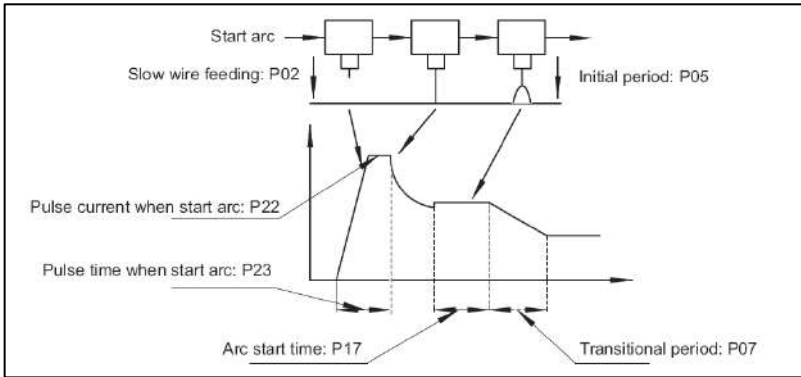 Start arc
Slow wire feeding: P02
Initial period: P05
Pulse current when start arc: P22
Pulse time when start arc: P23
Arc start time: P17
Transitional period: P07